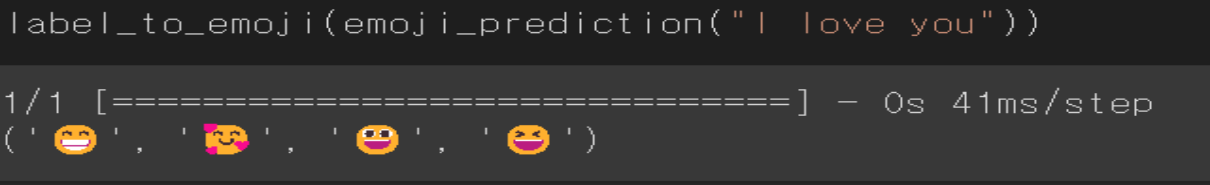 label_to_emoji(emoji_prediction("I love you"))
1/1 [==============================] - 0s 41ms/step
('😁', '🥰', '😃', '😆')